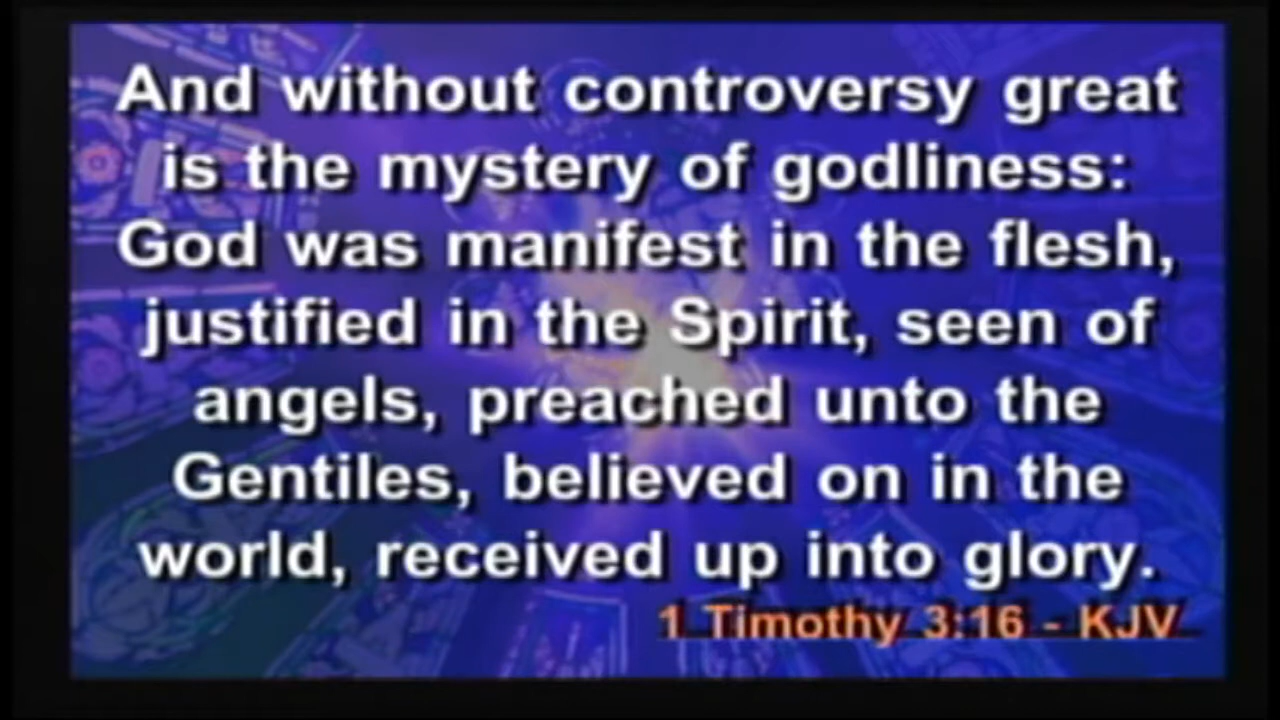 And without controversy great
is the mystery of godliness:
God was manifest in the flesh,
justified in the Spirit, seen of
angels, preached unto the
Gentiles, believed on in the
world, received up into glory.
1 Timothy 3:16 - KJV